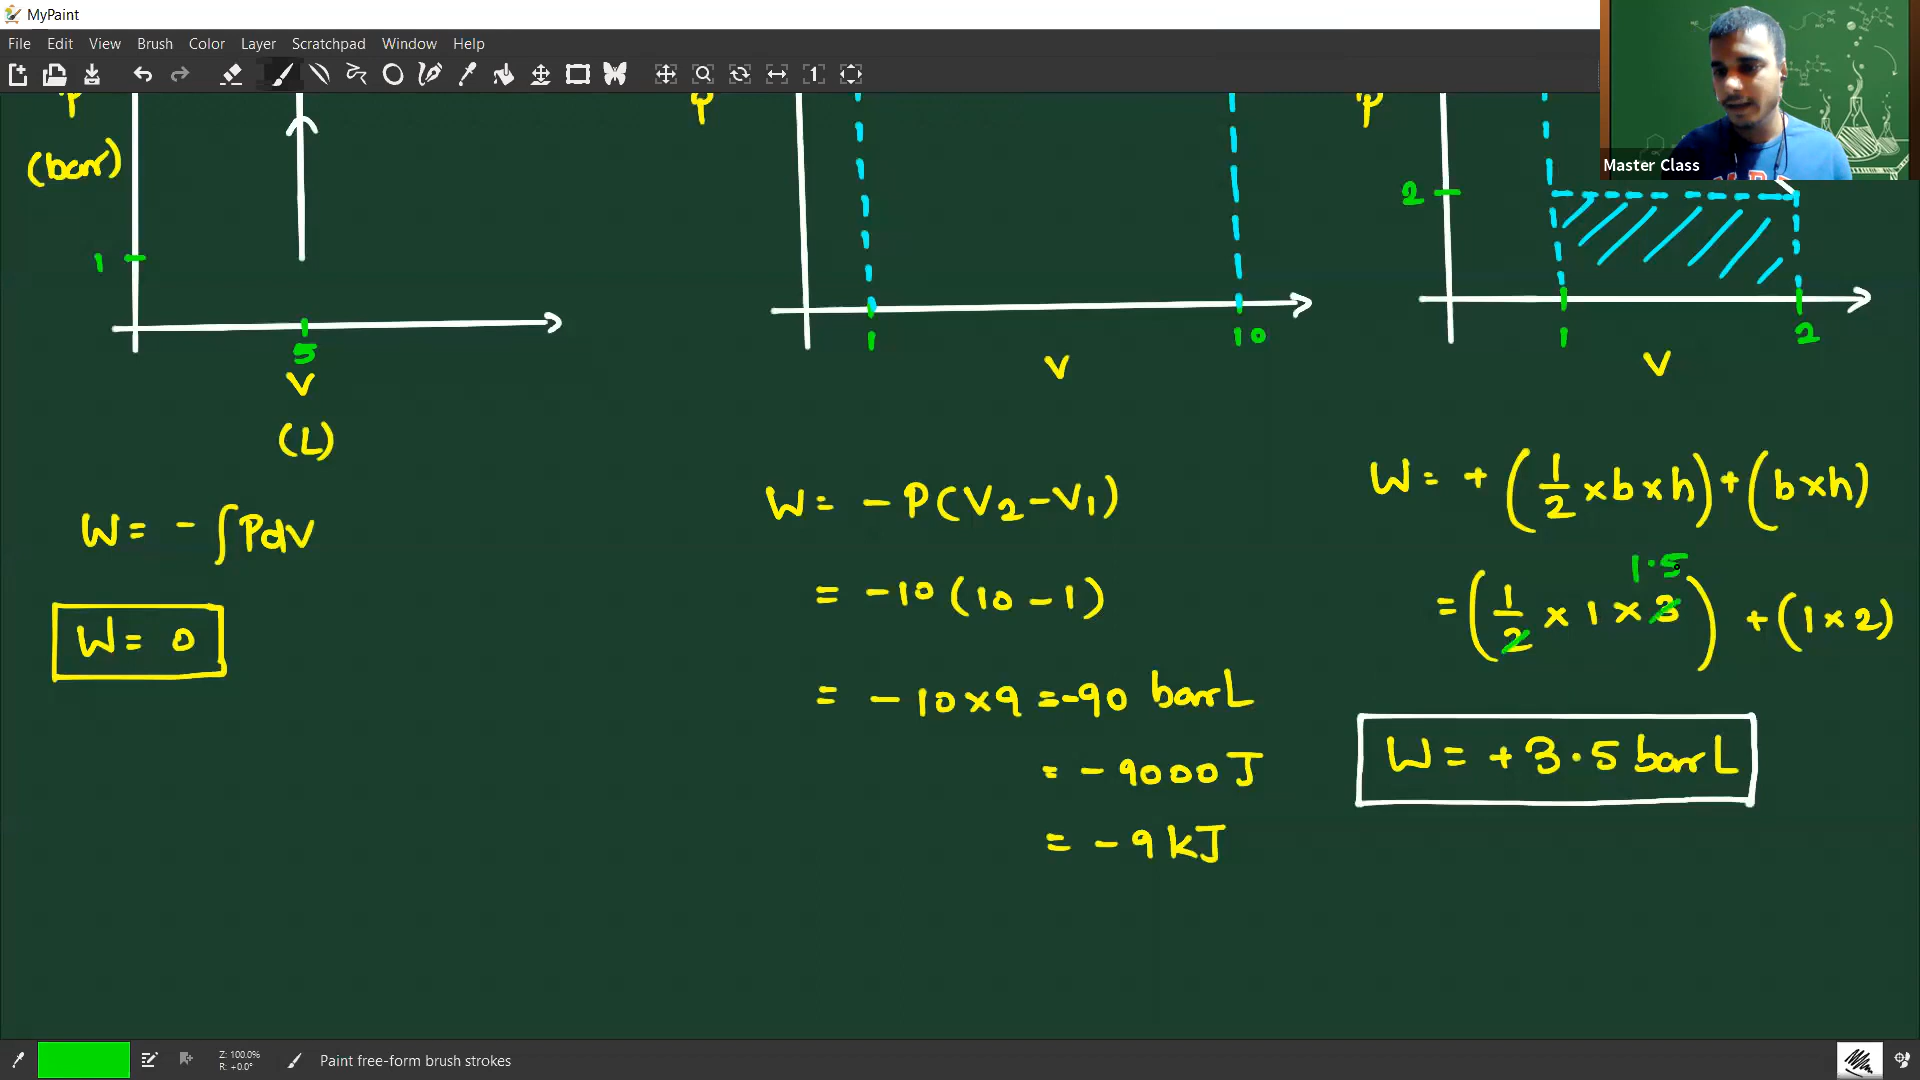 MyPaint
File Edit View Brush Color Layer Scratchpad Window Help
Master Class
P
(bar)
1
5
V
(L)
W = - ∫PdV
W = 0
P
1
10
V
W = - P(V₂-V₁)
= -10 (10 - 1)
= - 10 x 9 = -90 bar L
= - 9000 J
= - 9 kJ
P
2
1
2
V
W = + (1/2 x b x h) + (b x h)
1.5
= (1/2 x 1 x 3) + (1 x 2)
W = + 3.5 bar L
Z: 100.0%
R: +0.0°
Paint free-form brush strokes